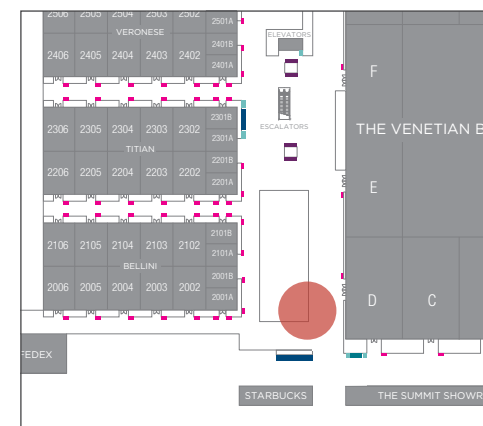 2506 2505 2504 2503 2502 2501A
VERONESE
2406 2405 2404 2403 2402 2401B
2401A
ELEVATORS
F
2306 2305 2304 2303 2302 2301B
2301A
TITIAN
2206 2205 2204 2203 2202 2201B
2201A
ESCALATORS
THE VENETIAN B
E
2106 2105 2104 2103 2102 2101B
2101A
BELLINI
2006 2005 2004 2003 2002 2001B
2001A
D C
FEDEX
STARBUCKS
THE SUMMIT SHOWR